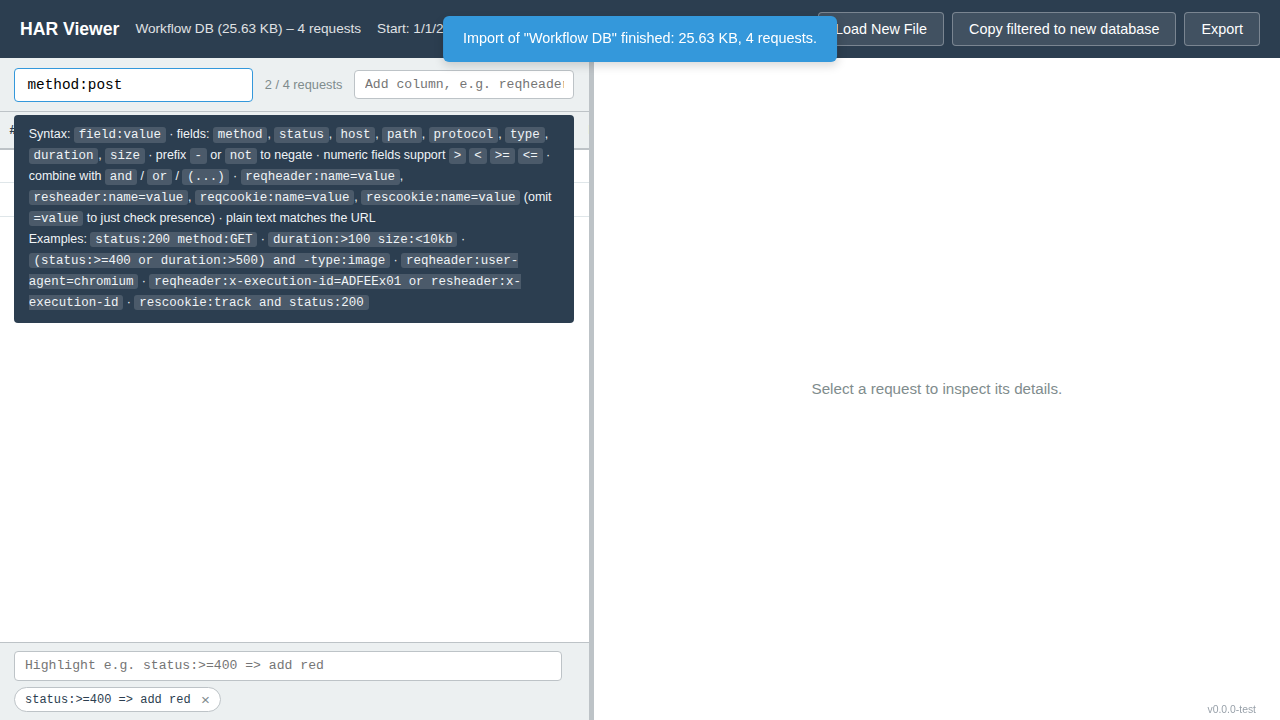 HAR Viewer Workflow DB (25.63 KB) – 4 requests Start: 1/1/2
Import of "Workflow DB" finished: 25.63 KB, 4 requests.
Load New File Copy filtered to new database Export
method:post 2 / 4 requests Add column, e.g. reqheader
#
Syntax: field:value · fields: method, status, host, path, protocol, type,
duration, size · prefix - or not to negate · numeric fields support > < >= <= ·
combine with and / or / (...) · reqheader:name=value,
resheader:name=value, reqcookie:name=value, rescookie:name=value (omit
=value to just check presence) · plain text matches the URL
Examples: status:200 method:GET · duration:>100 size:<10kb ·
(status:>=400 or duration:>500) and -type:image · reqheader:user-
agent=chromium · reqheader:x-execution-id=ADFEEx01 or resheader:x-
execution-id · rescookie:track and status:200
Select a request to inspect its details.
Highlight e.g. status:>=400 => add red
status:>=400 => add red ×
v0.0.0-test